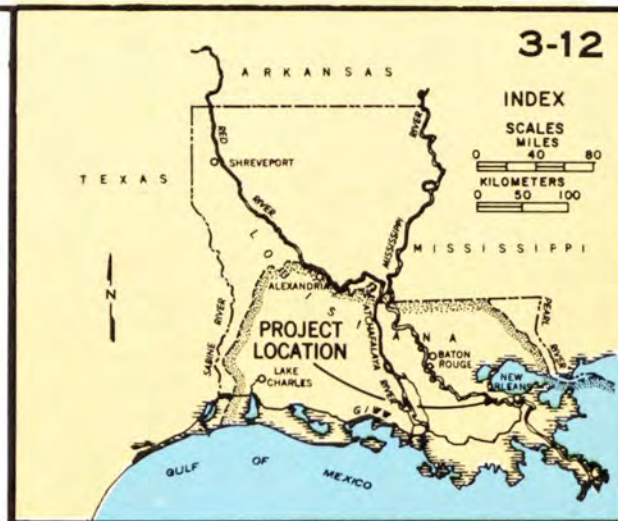 3-12
ARKANSAS
INDEX
SCALES
MILES
0 40 80
KILOMETERS
0 50 100
RED
RIVER
SHREVEPORT
TEXAS
MISSISSIPPI
RIVER
MISSISSIPPI
LOUISIANA
ALEXANDRIA
N
SABINE
RIVER
PROJECT
LOCATION
ATCHAFALAYA
RIVER
BATON
ROUGE
PEARL
RIVER
LAKE
CHARLES
NEW
ORLEANS
GIWW
GULF OF MEXICO